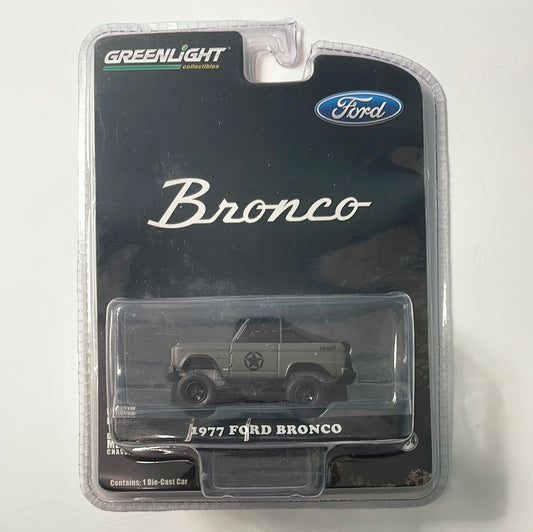 GREENLiGHT
collectibles
Ford
Bronco
1977 FORD BRONCO
Contains: 1 Die-Cast Car